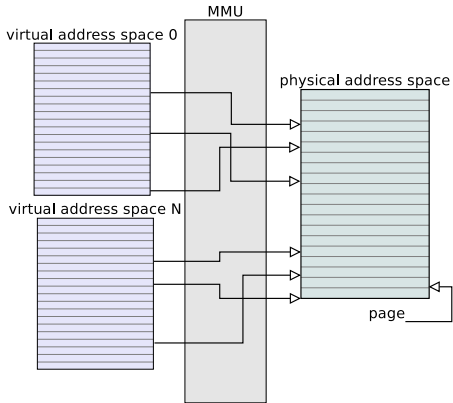 MMU
virtual address space 0
physical address space
virtual address space N
page